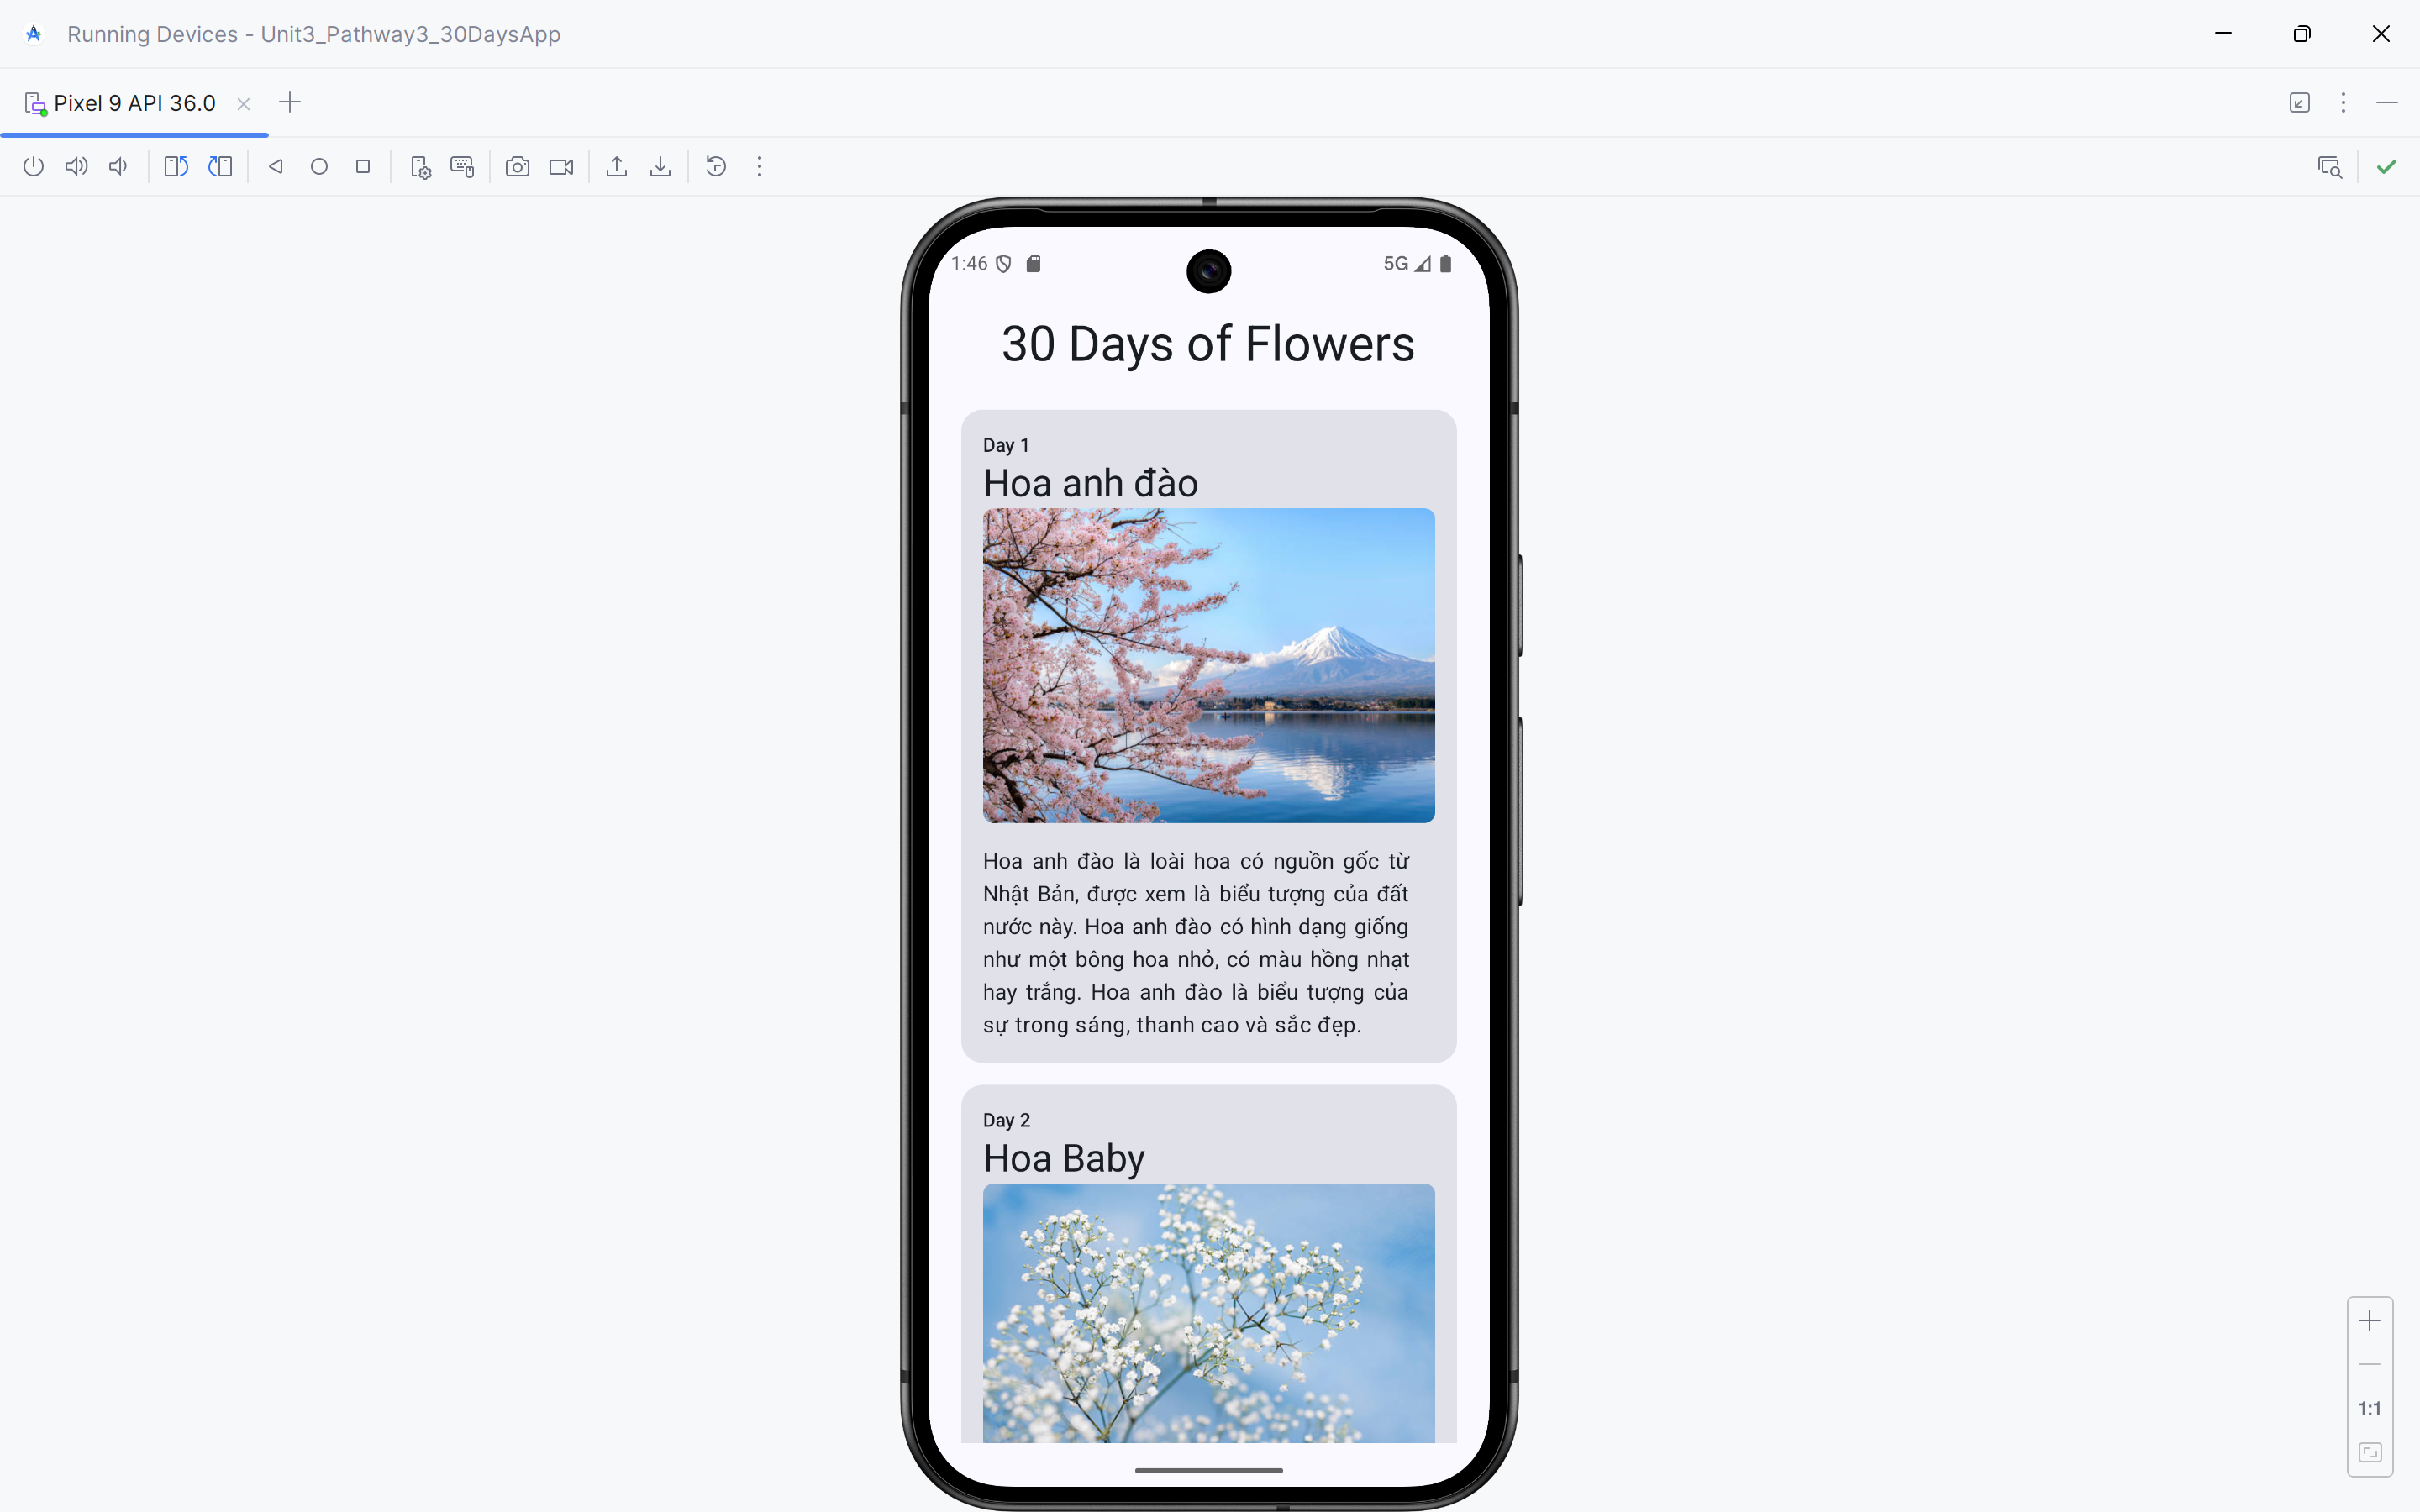 Running Devices - Unit3_Pathway3_30DaysApp
Pixel 9 API 36.0
1:46
5G
30 Days of Flowers
Day 1
Hoa anh đào
Hoa anh đào là loài hoa có nguồn gốc từ
Nhật Bản, được xem là biểu tượng của đất
nước này. Hoa anh đào có hình dạng giống
như một bông hoa nhỏ, có màu hồng nhạt
hay trắng. Hoa anh đào là biểu tượng của
sự trong sáng, thanh cao và sắc đẹp.
Day 2
Hoa Baby
1:1